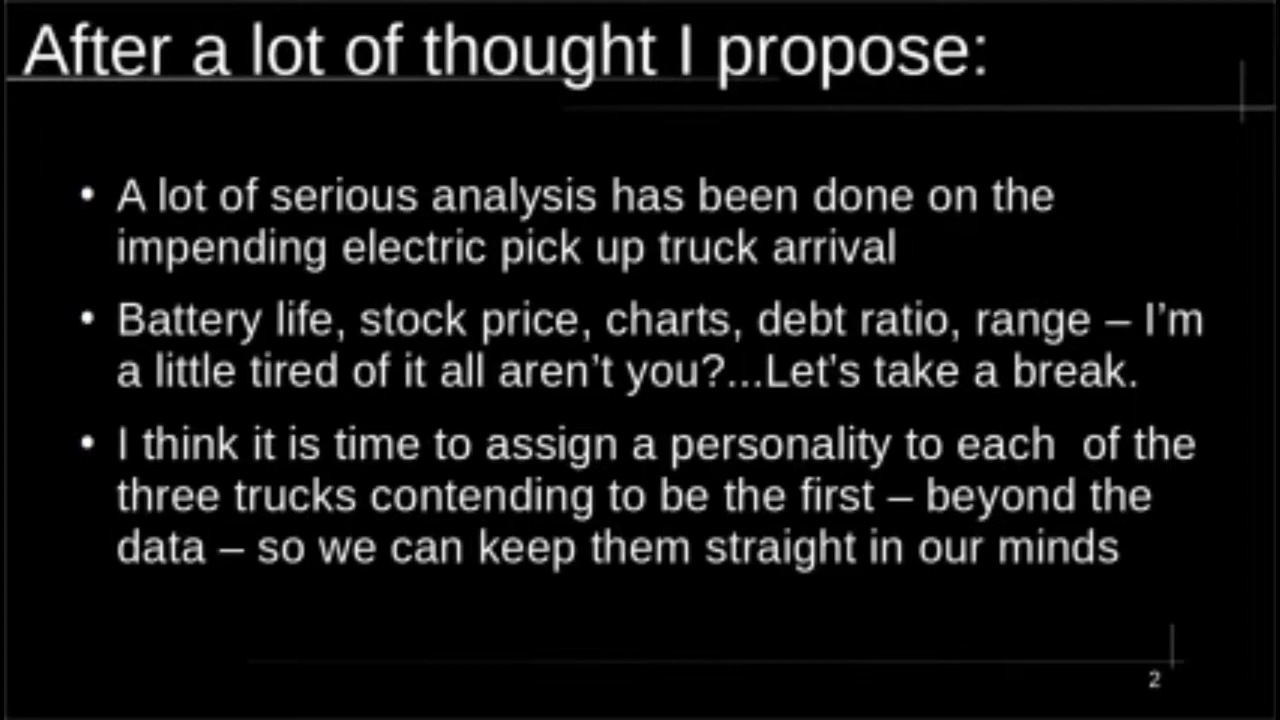 After a lot of thought I propose:
• A lot of serious analysis has been done on the
impending electric pick up truck arrival
• Battery life, stock price, charts, debt ratio, range – I’m
a little tired of it all aren’t you?...Let’s take a break.
• I think it is time to assign a personality to each  of the
three trucks contending to be the first – beyond the
data – so we can keep them straight in our minds
2